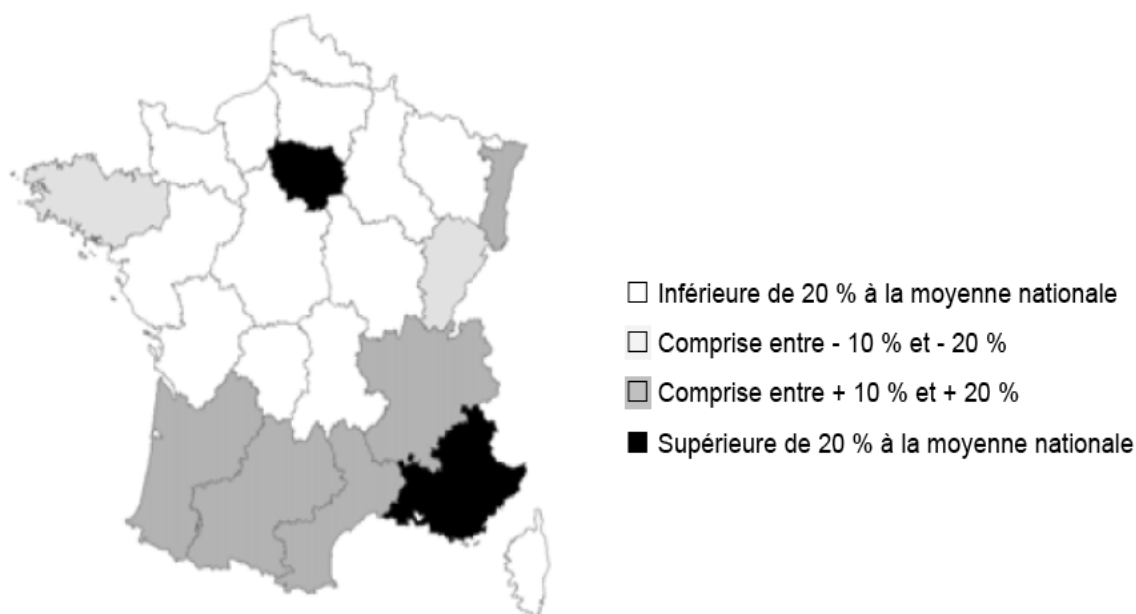 Inférieure de 20 % à la moyenne nationale
Comprise entre - 10 % et - 20 %
Comprise entre + 10 % et + 20 %
Supérieure de 20 % à la moyenne nationale